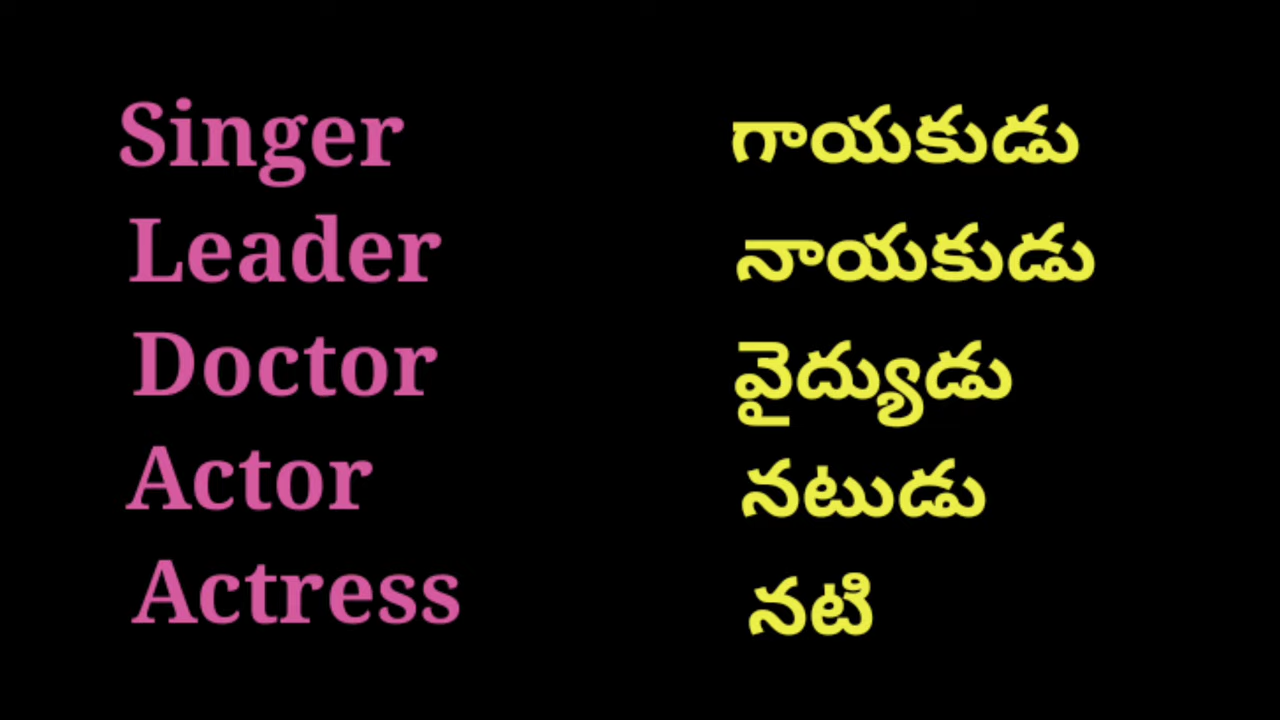 Singer గాయకుడు
Leader నాయకుడు
Doctor వైద్యుడు
Actor నటుడు
Actress నటి